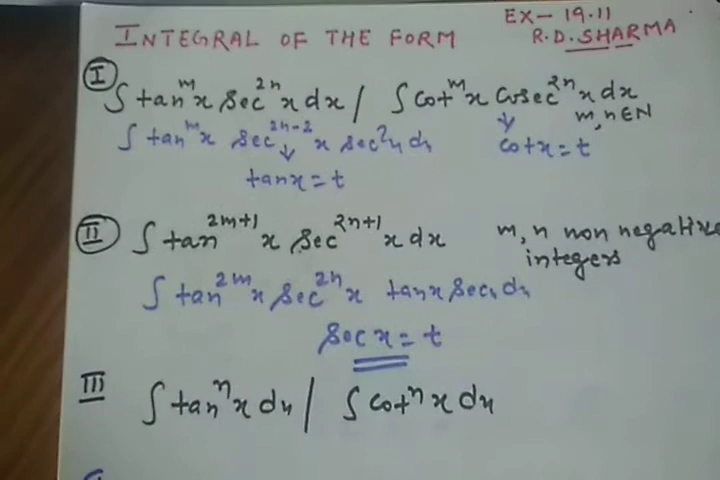 EX- 19.11
INTEGRAL OF THE FORM R.D. SHARMA
I ∫ tan^m x sec^2n x dx / ∫ cot^m x cosec^2n x dx
m, n ∈ N
∫ tan^m x sec^2n-2 x sec²x dx cotx = t
tanx = t
II ∫ tan^2m+1 x sec^2n+1 x dx m, n non negative
integers
∫ tan^2m x sec^2n x tanx secx dx
sec x = t
III ∫ tan^n x dx / ∫ cot^n x dx